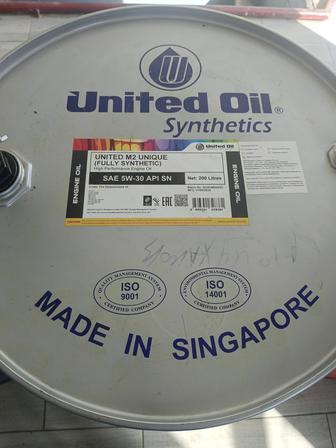 United Oil®
Synthetics
UNITED M2 UNIQUE
(FULLY SYNTHETIC)
High Performance Engine Oil
United Oil
SAE 5W-30 API SN
Net: 200 Litres
ENGINE OIL
ENGINE OIL
EAC
QUALITY MANAGEMENT SYSTEM
ISO
9001
CERTIFIED COMPANY
ENVIRONMENTAL MANAGEMENT SYSTEM
ISO
14001
CERTIFIED COMPANY
MADE IN SINGAPORE